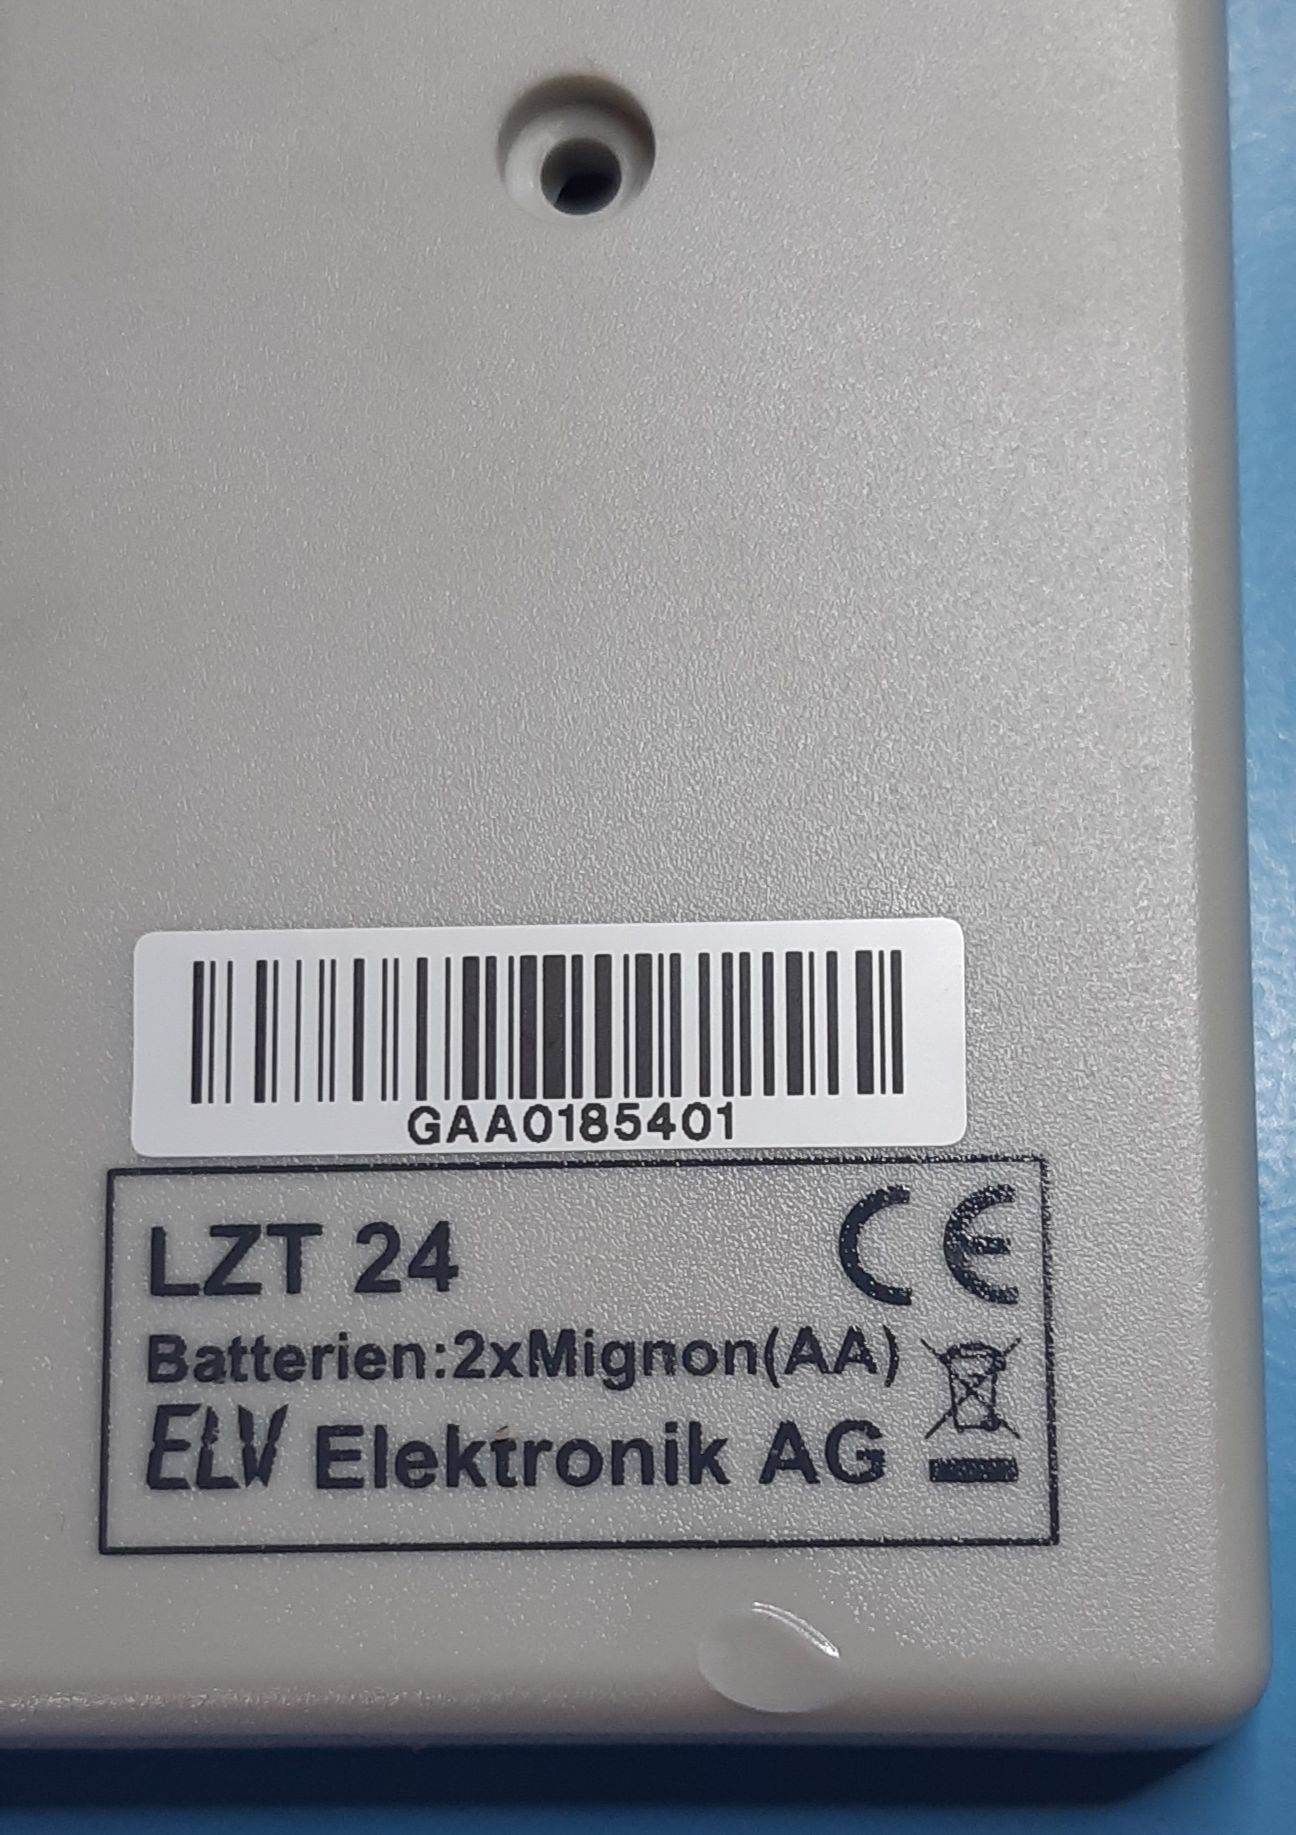 GAA0185401
LZT 24 CE
Batterien:2xMignon(AA)
ELV Elektronik AG